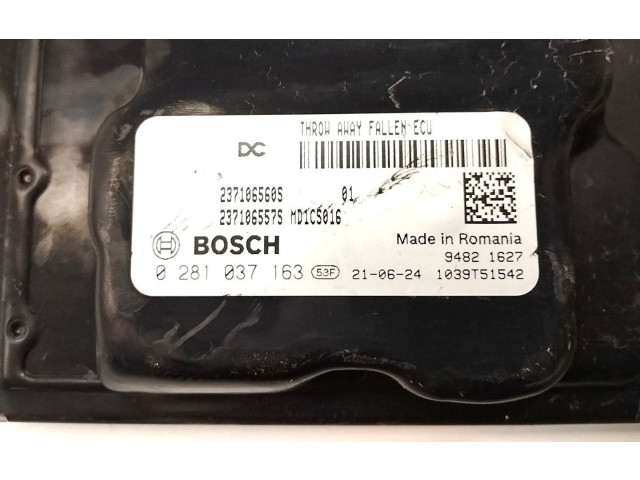 THROW AWAY FALLEN ECU
DC
237106560S 01
237106557S MD1CS016
BOSCH
Made in Romania
9482 1627
0 281 037 163 53F 21-06-24 1039T51542